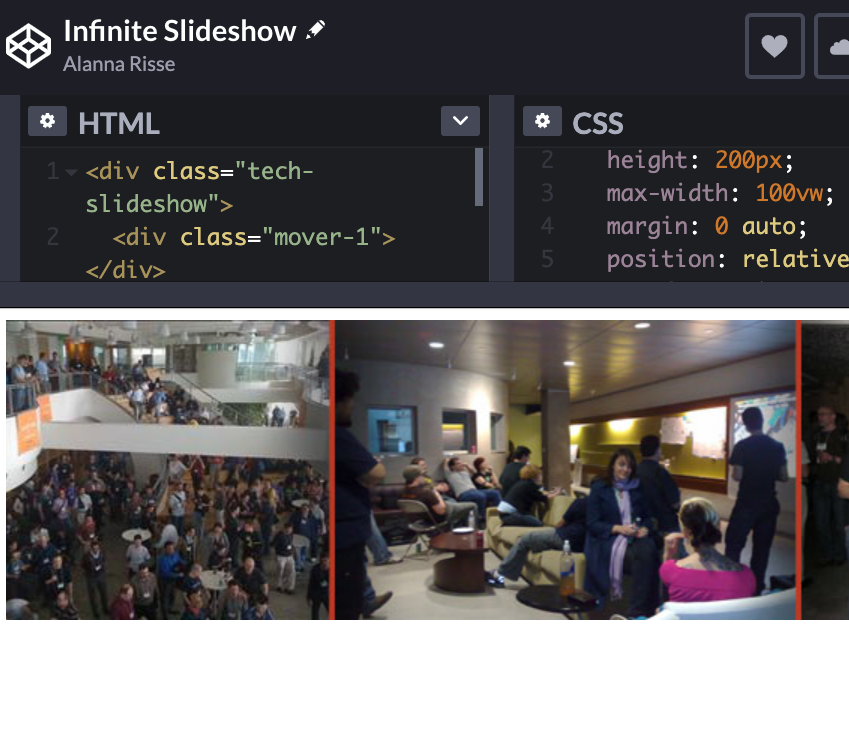 Infinite Slideshow
Alanna Risse
HTML
1 <div class="tech-
slideshow">
2 <div class="mover-1">
</div>
CSS
2 height: 200px;
3 max-width: 100vw;
4 margin: 0 auto;
5 position: relative